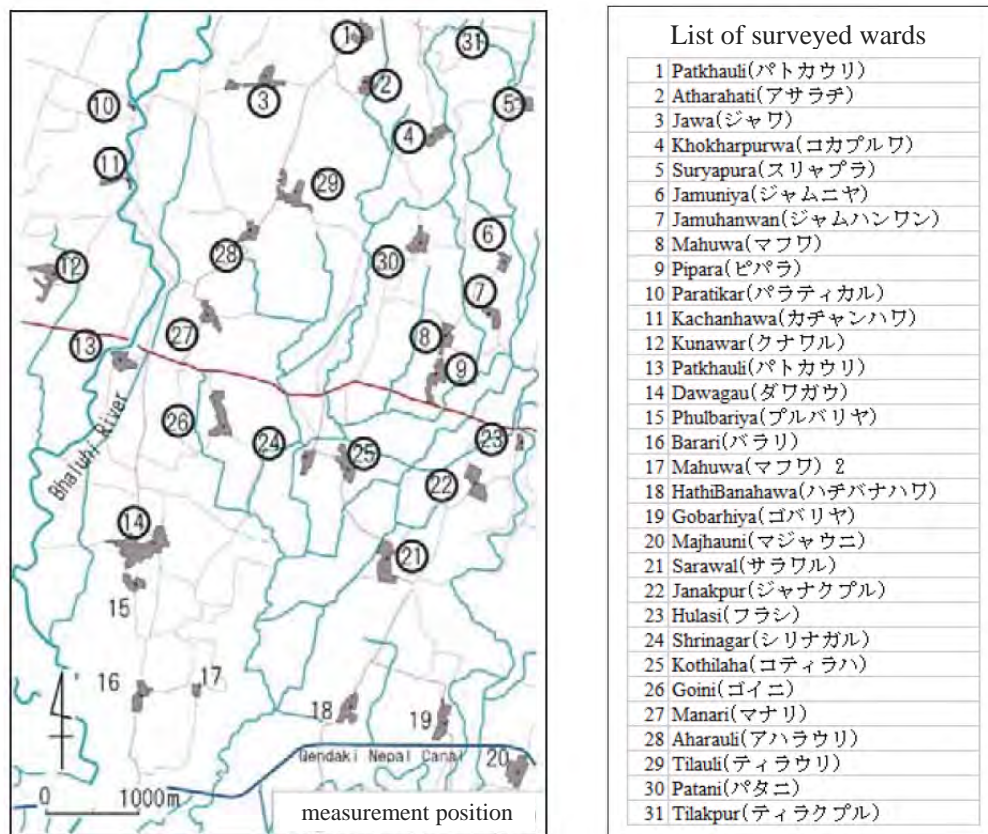 1
31
2
3
10
5
4
11
29
6
28
30
12
7
27
8
13
9
26
24
23
25
22
Bhaluhi River
14
21
15
16
17
18
19
Gendaki Nepal Canal
20
0 1000m
measurement position
List of surveyed wards
1 Patkhauli(パトカウリ)
2 Atharahati(アサラヂ)
3 Jawa(ジャワ)
4 Khokharpurwa(コカプルワ)
5 Suryapura(スリャプラ)
6 Jamuniya(ジャムニヤ)
7 Jamuhanwan(ジャムハンワン)
8 Mahuwa(マフワ)
9 Pipara(ピパラ)
10 Paratikar(パラティカル)
11 Kachanhawa(カチャンハワ)
12 Kunawar(クナワル)
13 Patkhauli(パトカウリ)
14 Dawagau(ダワガウ)
15 Phulbariya(プルバリヤ)
16 Barari(バラリ)
17 Mahuwa(マフワ) 2
18 HathiBanahawa(ハチバナハワ)
19 Gobarhiya(ゴバリヤ)
20 Majhauni(マジャウニ)
21 Sarawal(サラワル)
22 Janakpur(ジャナクプル)
23 Hulasi(フラシ)
24 Shrinagar(シリナガル)
25 Kothilaha(コティラハ)
26 Goini(ゴイニ)
27 Manari(マナリ)
28 Aharauli(アハラウリ)
29 Tilauli(ティラウリ)
30 Patani(パタニ)
31 Tilakpur(ティラクプル)